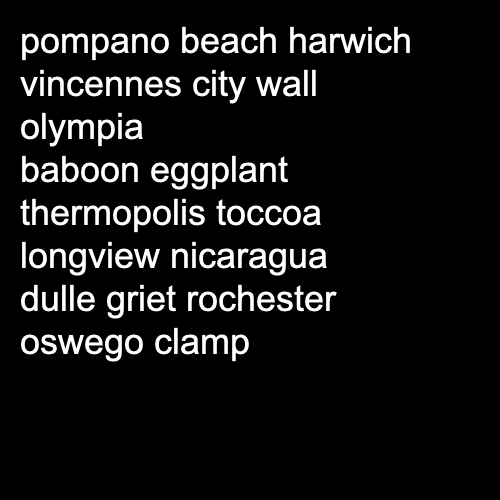 pompano beach harwich
vincennes city wall
olympia
baboon eggplant
thermopolis toccoa
longview nicaragua
dulle griet rochester
oswego clamp